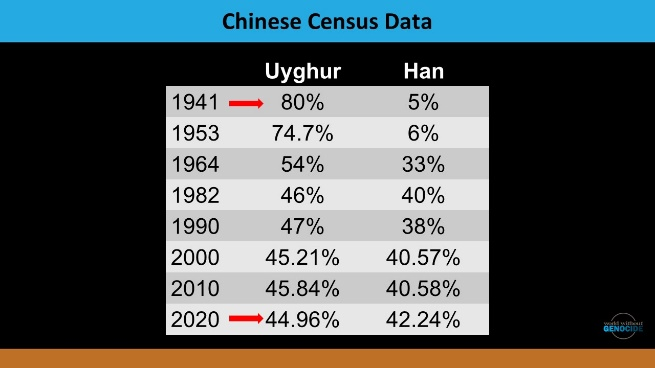 Chinese Census Data
Uyghur Han
1941 80% 5%
1953 74.7% 6%
1964 54% 33%
1982 46% 40%
1990 47% 38%
2000 45.21% 40.57%
2010 45.84% 40.58%
2020 44.96% 42.24%
World Without
GENOCIDE